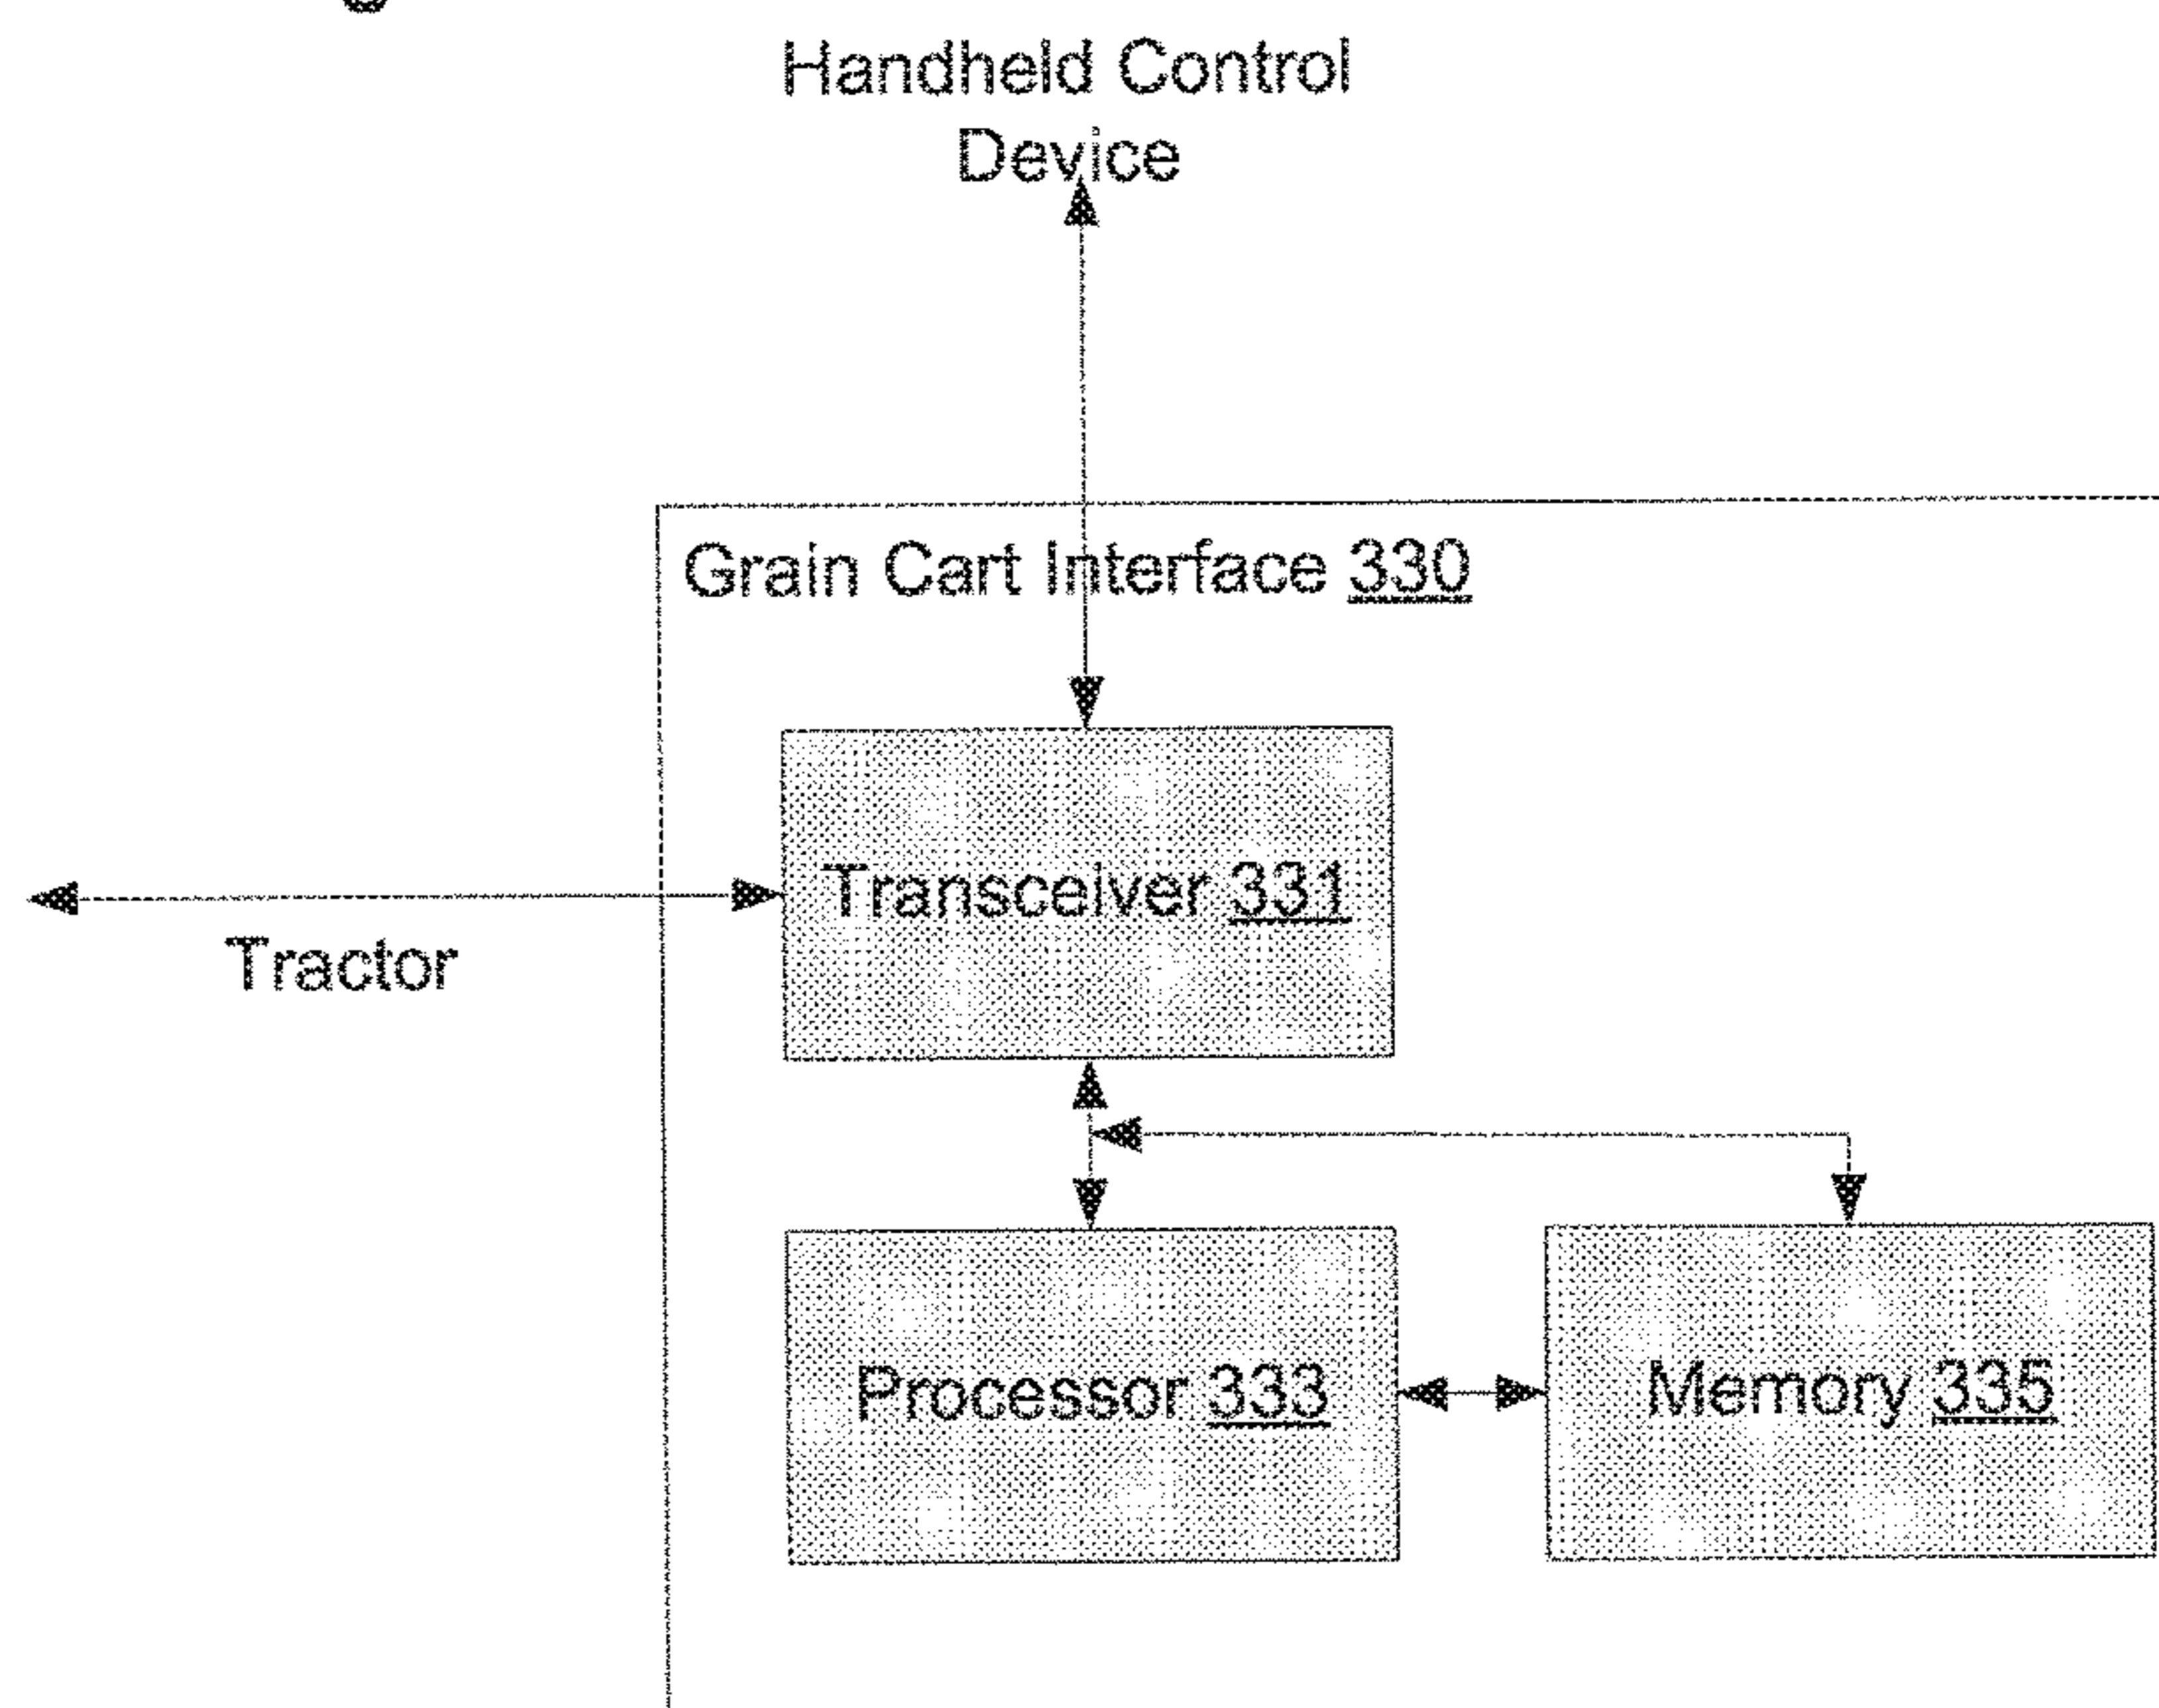 Handheld Control
Device
Grain Cart Interface 330
Transceiver 331
Tractor
Processor 333
Memory 335